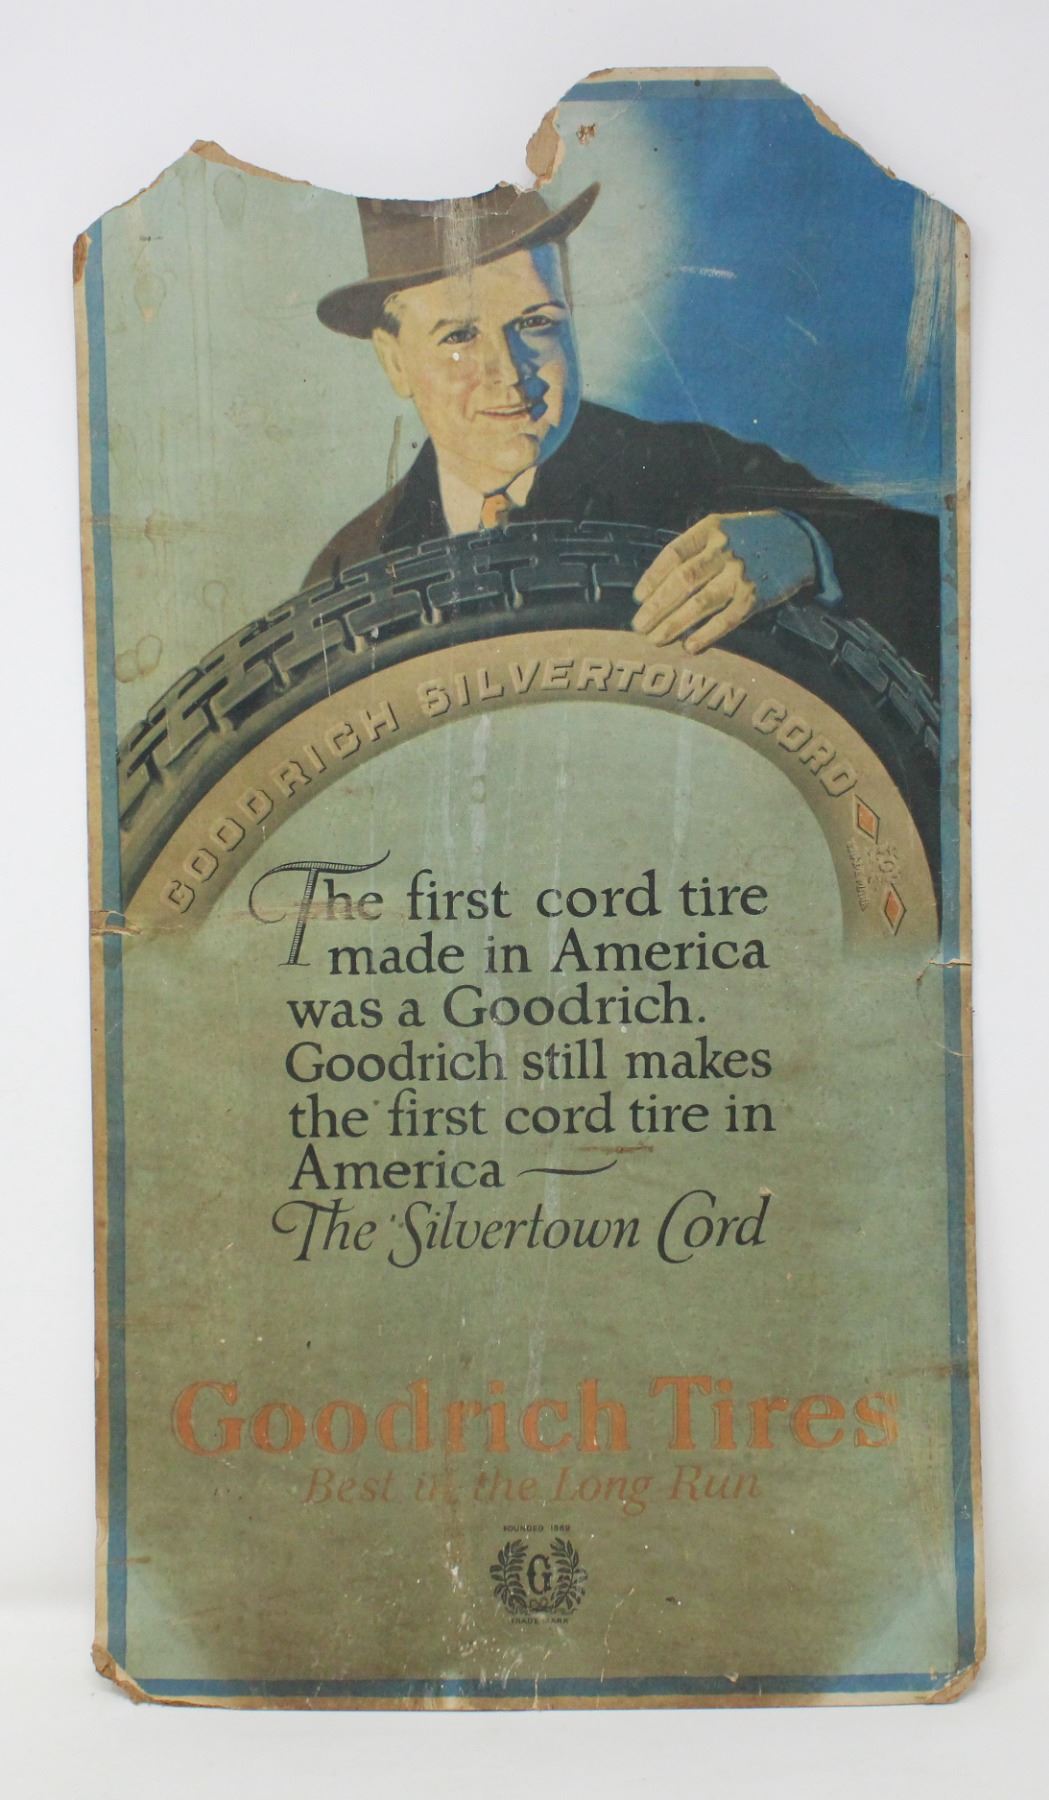 GOODRICH SILVERTOWN CORD
The first cord tire
made in America
was a Goodrich.
Goodrich still makes
the first cord tire in
America —
The Silvertown Cord
Goodrich Tires
Best in the Long Run
FOUNDED 1869
G
TRADE MARK